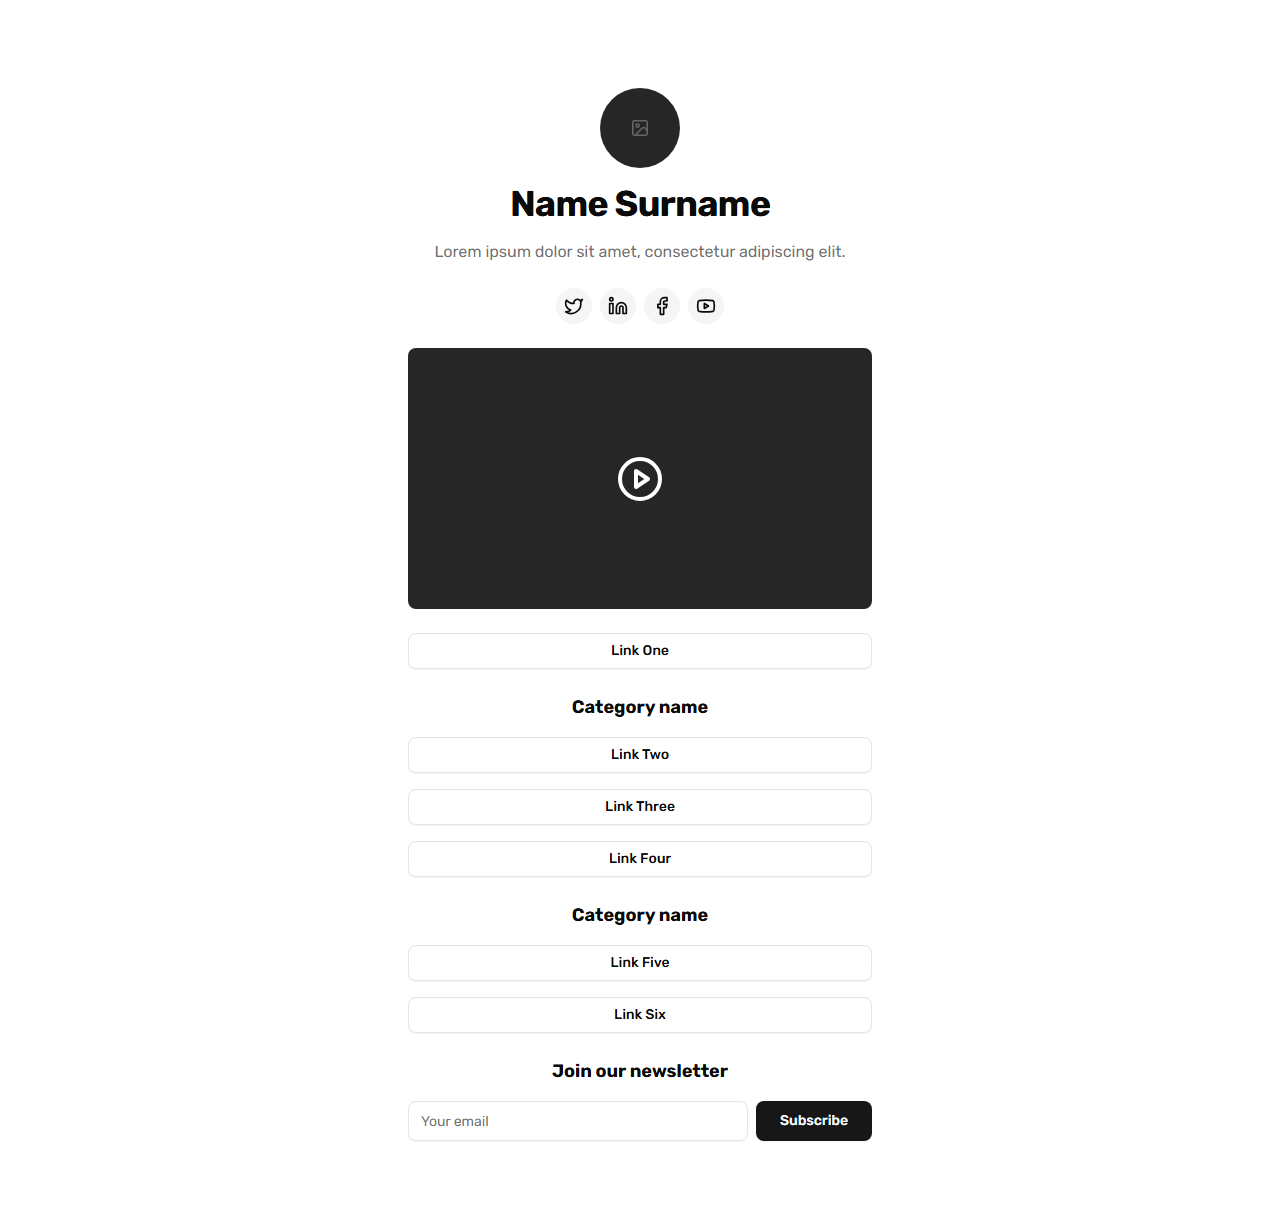 Name Surname
Lorem ipsum dolor sit amet, consectetur adipiscing elit.
Link One
Category name
Link Two
Link Three
Link Four
Category name
Link Five
Link Six
Join our newsletter
Your email
Subscribe